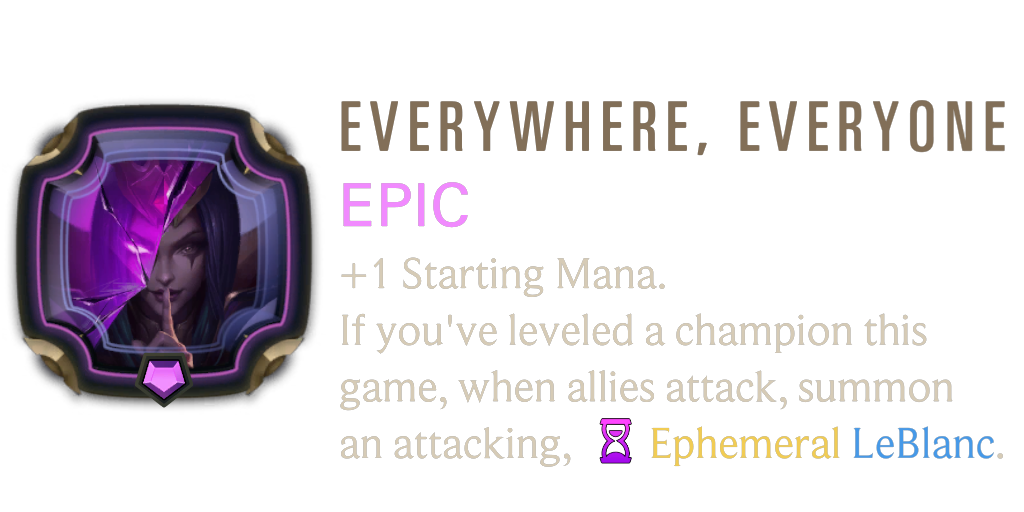 EVERYWHERE, EVERYONE
EPIC
+1 Starting Mana.
If you've leveled a champion this
game, when allies attack, summon
an attacking, Ephemeral LeBlanc.